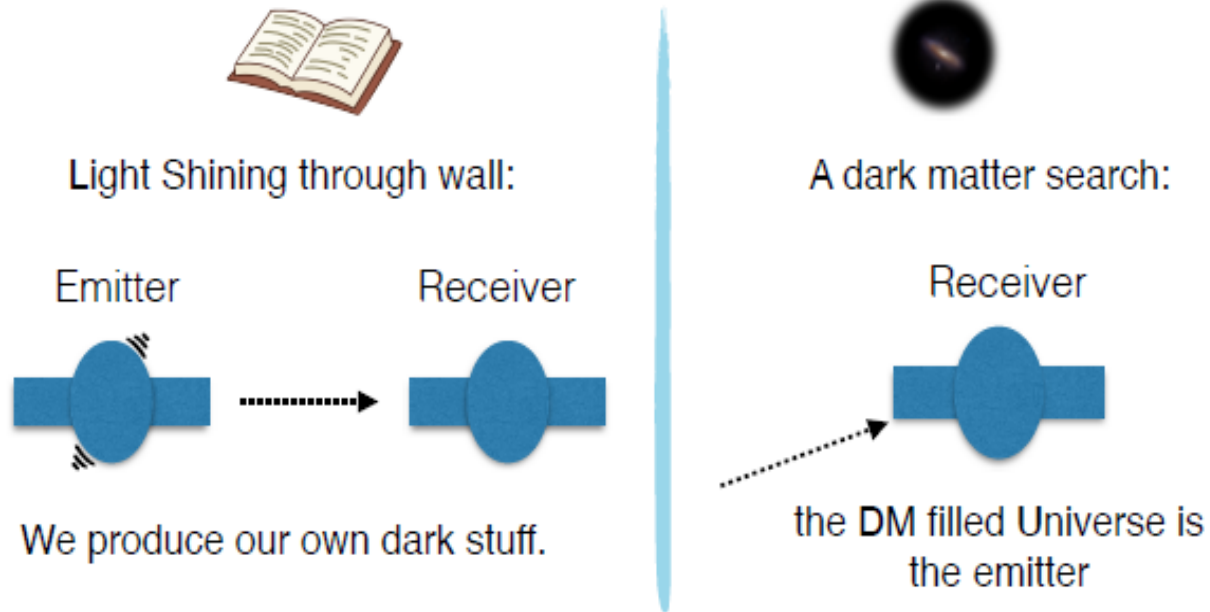 Light Shining through wall:
Emitter
Receiver
We produce our own dark stuff.
A dark matter search:
Receiver
the DM filled Universe is
the emitter